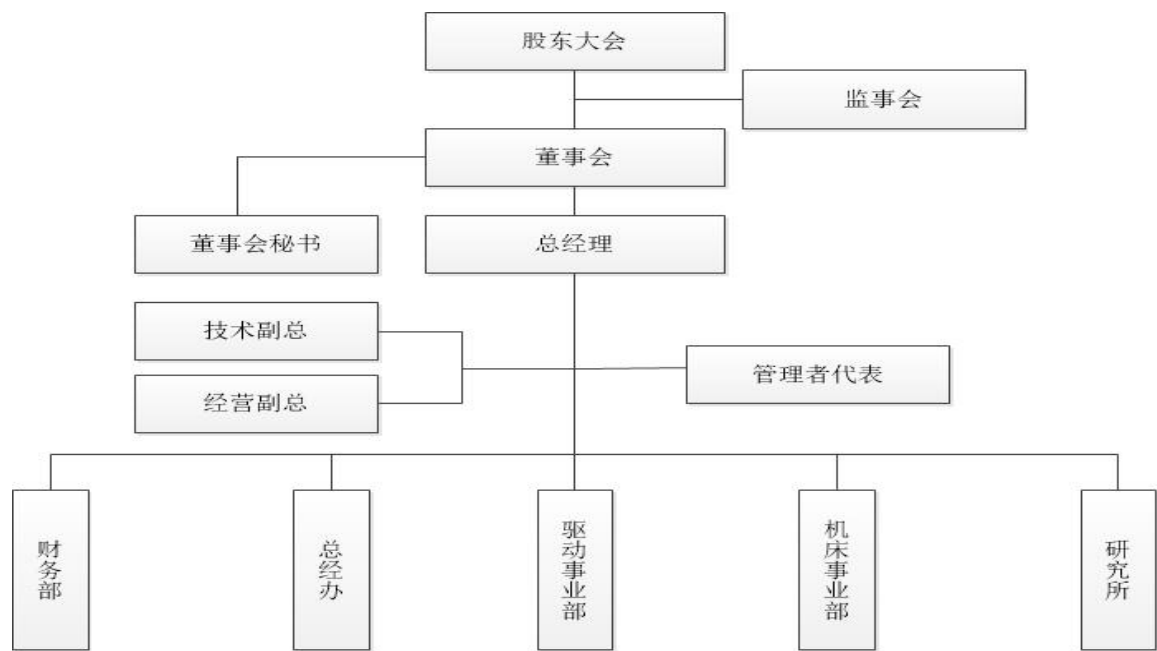 股东大会
监事会
董事会
董事会秘书
总经理
技术副总
管理者代表
经营副总
财务部
总经办
驱动事业部
机床事业部
研究所